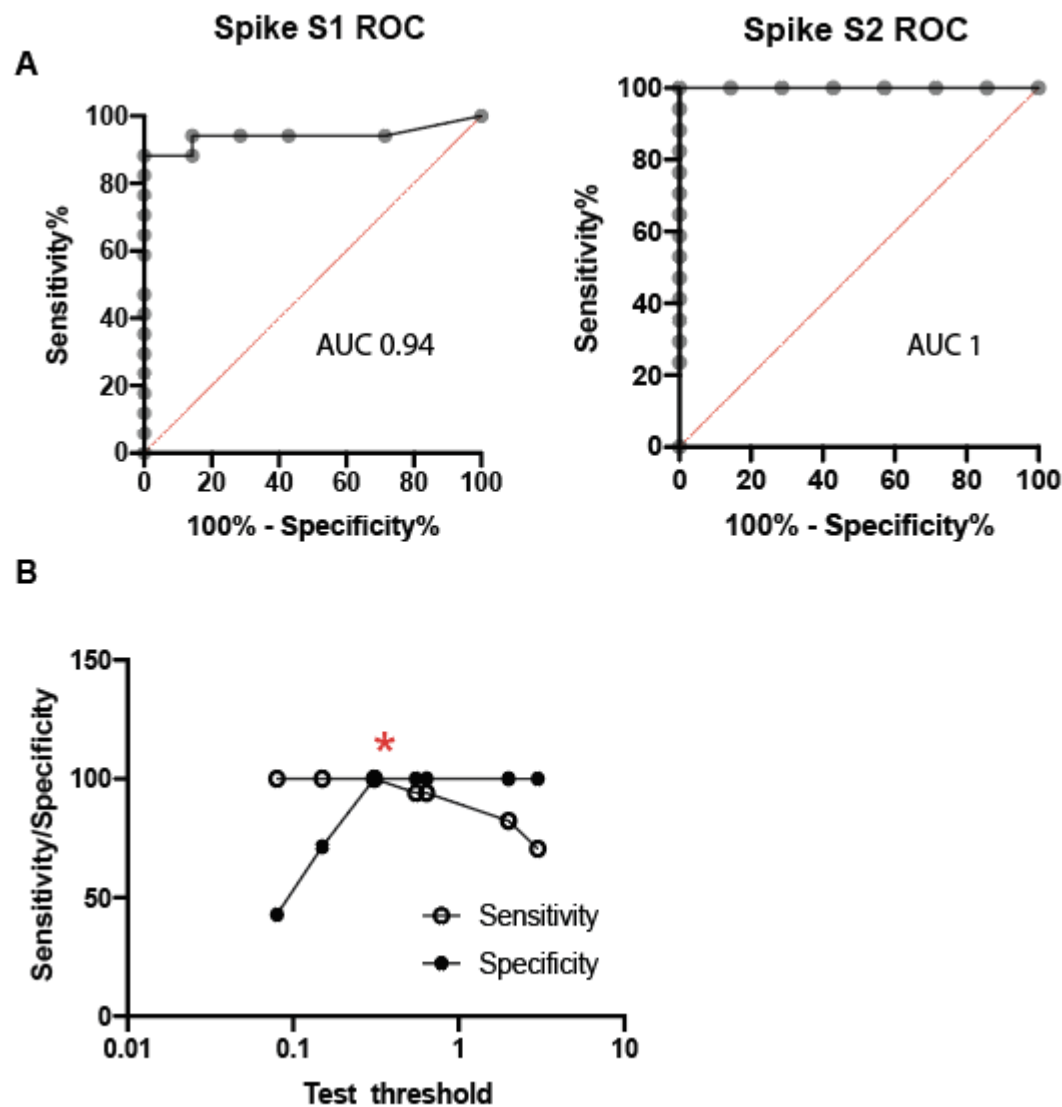 Spike S1 ROC
Spike S2 ROC
A
100
80
60
40
20
0
Sensitivity%
AUC 0.94
0 20 40 60 80 100
100% - Specificity%
100
80
60
40
20
0
Sensitivity%
AUC 1
0 20 40 60 80 100
100% - Specificity%
B
150
100
50
0
Sensitivity/Specificity
*
Sensitivity
Specificity
0.01 0.1 1 10
Test threshold